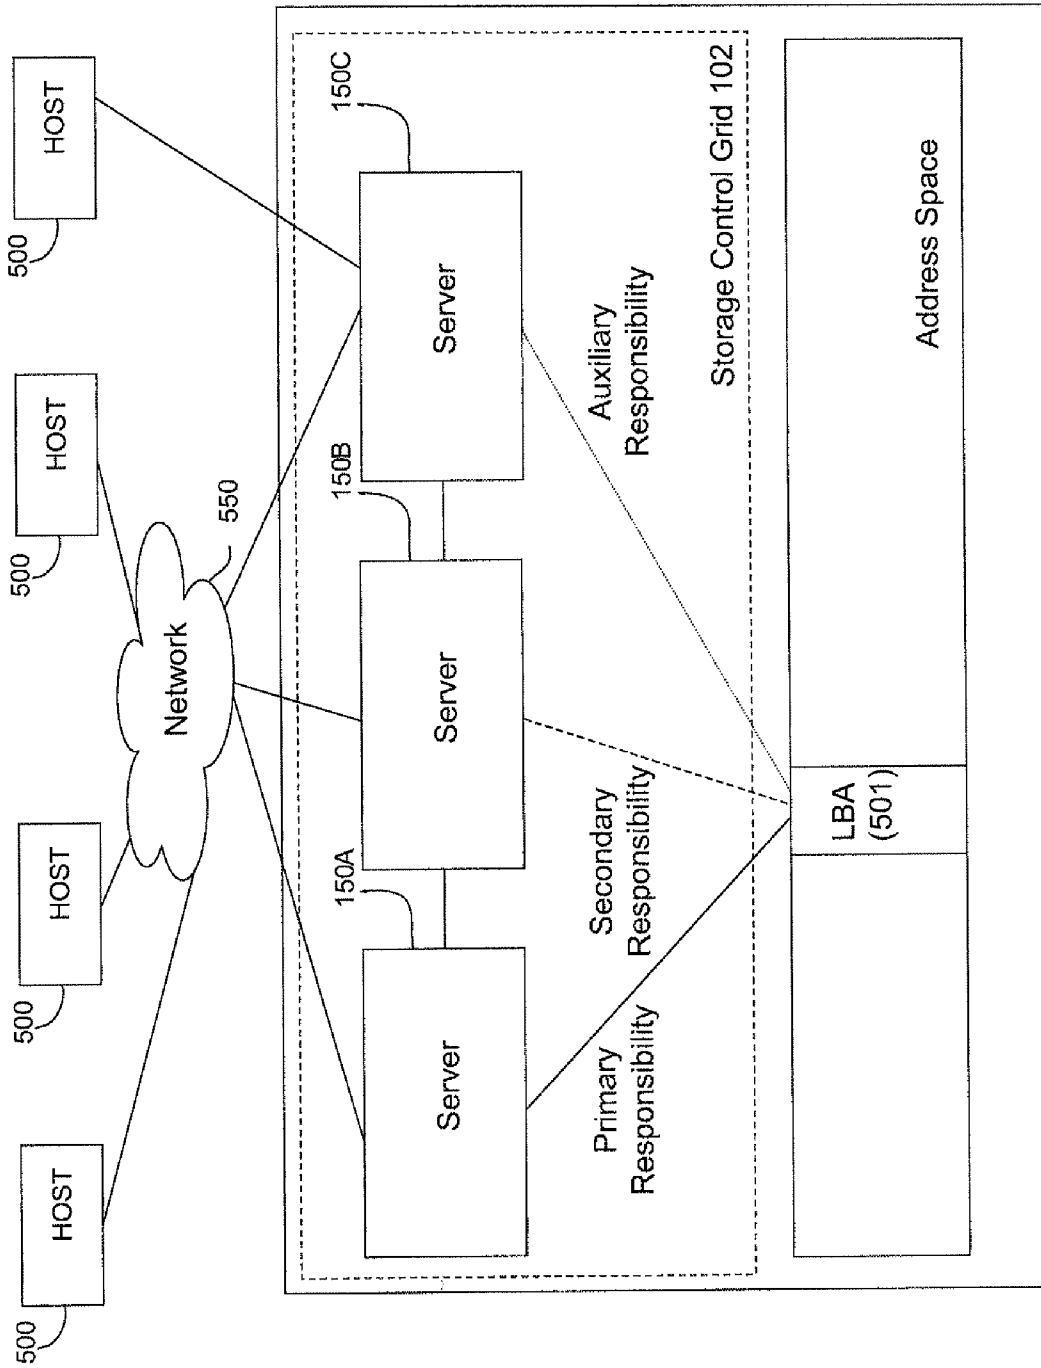 500
HOST
500
HOST
500
HOST
500
HOST
Network
550
150A
Server
150B
Server
150C
Server
Primary
Responsibility
Secondary
Responsibility
Auxiliary
Responsibility
Storage Control Grid 102
LBA
(501)
Address Space